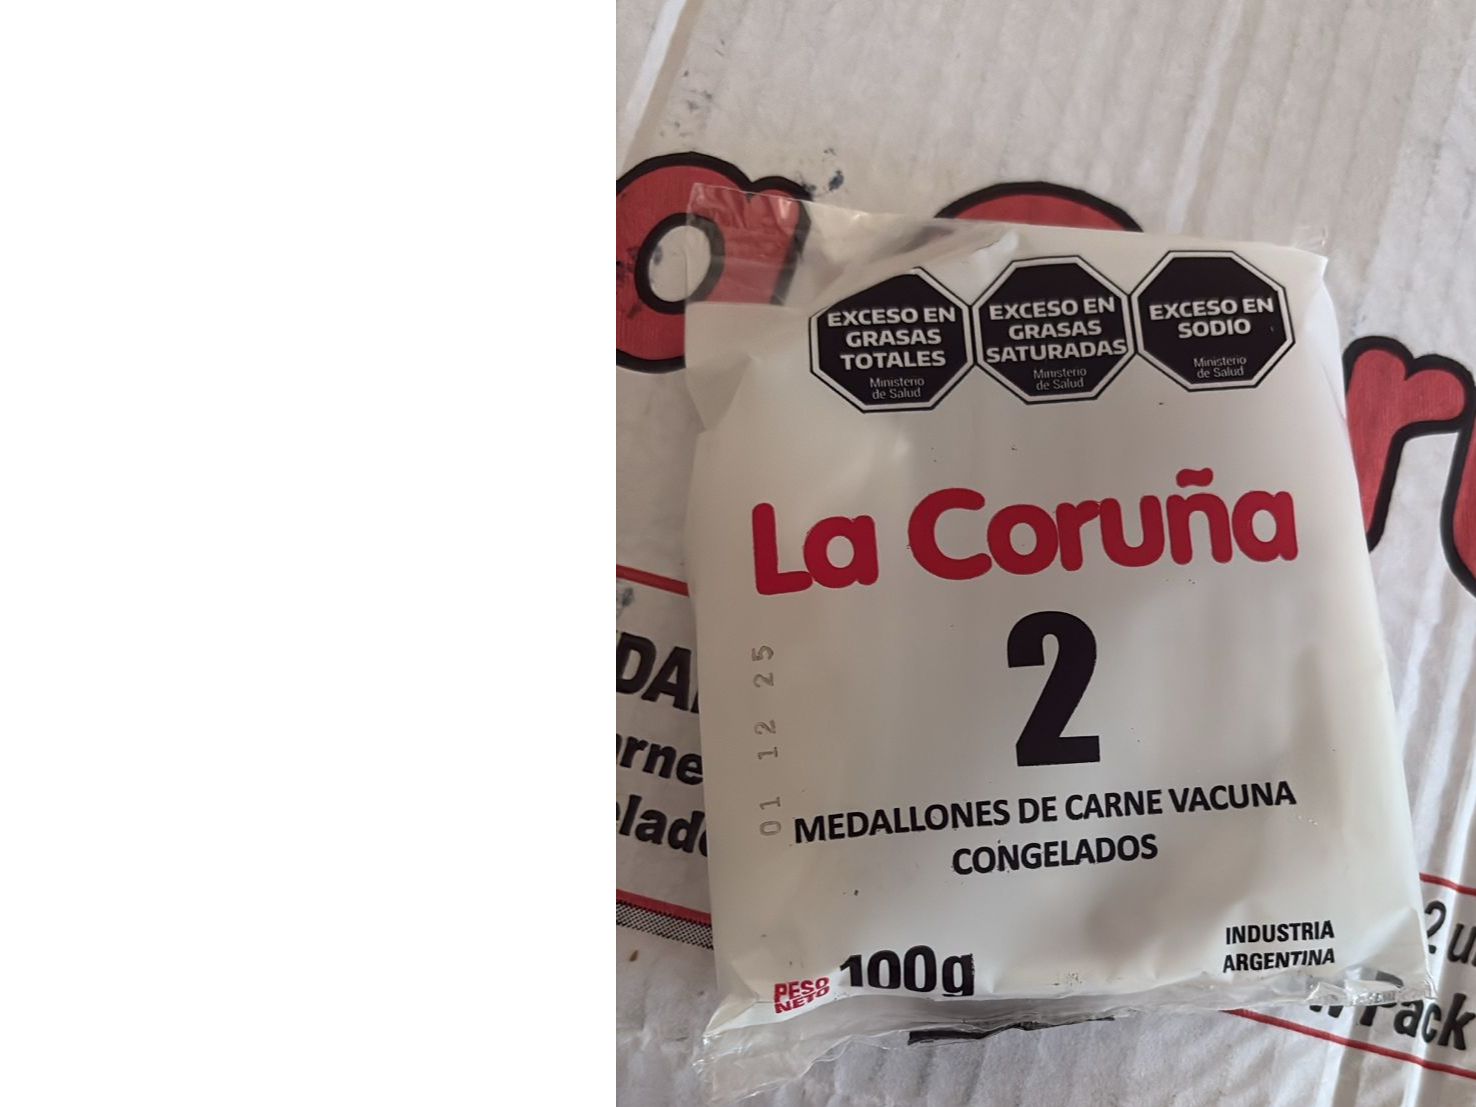 EXCESO EN
GRASAS
TOTALES
Ministerio
de Salud
EXCESO EN
GRASAS
SATURADAS
Ministerio
de Salud
EXCESO EN
SODIO
Ministerio
de Salud
La Coruña
2
MEDALLONES DE CARNE VACUNA
CONGELADOS
01 12 25
PESO
NETO
100g
INDUSTRIA
ARGENTINA
Pack